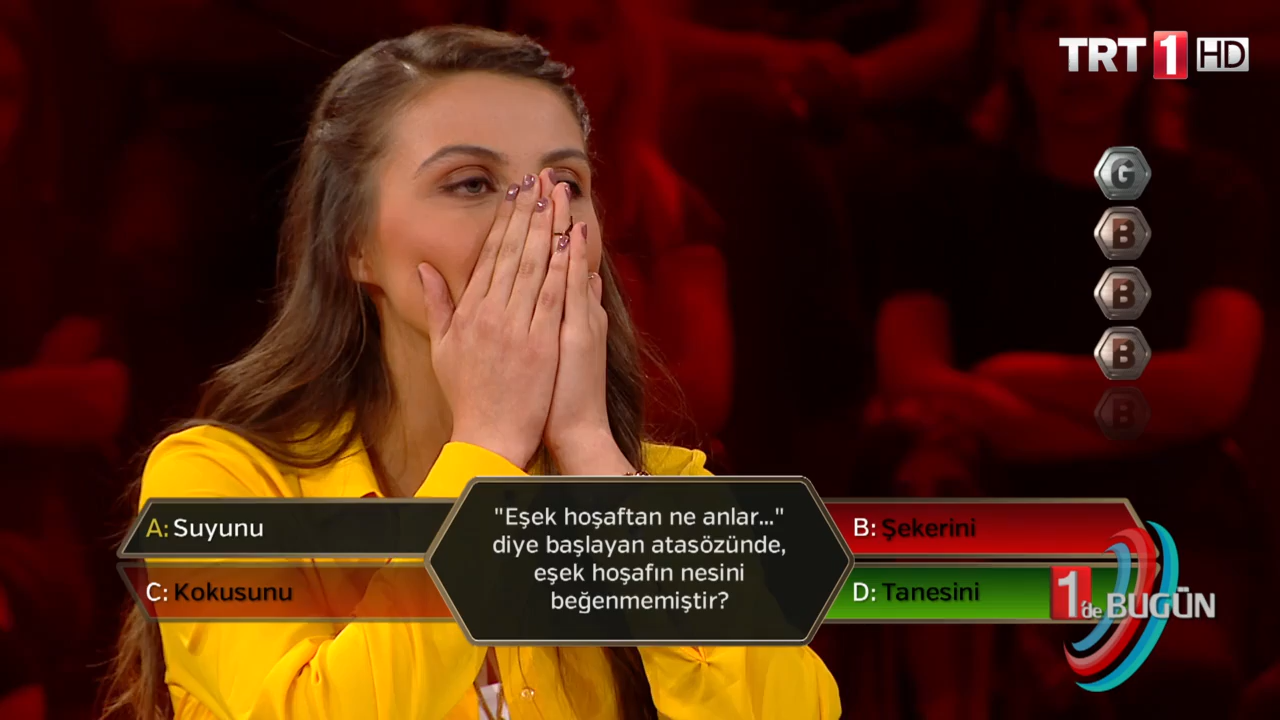 TRT 1 HD
G
B
B
B
B
"Eşek hoşaftan ne anlar..."
diye başlayan atasözünde,
eşek hoşafın nesini
beğenmemiştir?
A: Suyunu
B: Şekerini
C: Kokusunu
D: Tanesini
1'de BUGÜN